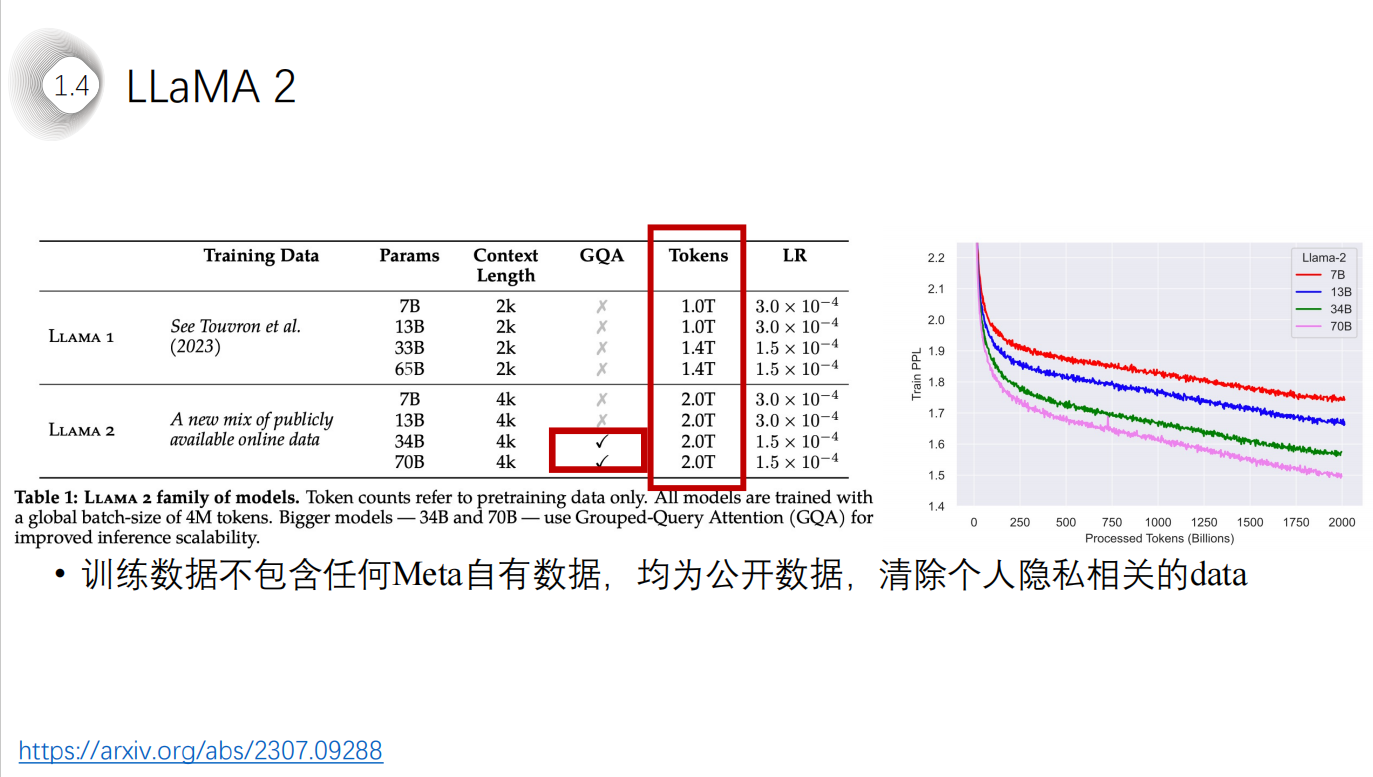 1.4 LLaMA 2
Training Data Params Context Length GQA Tokens LR
LLAMA 1 See Touvron et al. (2023)
7B 2k ✗ 1.0T 3.0 × 10−4
13B 2k ✗ 1.0T 3.0 × 10−4
33B 2k ✗ 1.4T 1.5 × 10−4
65B 2k ✗ 1.4T 1.5 × 10−4
LLAMA 2 A new mix of publicly available online data
7B 4k ✗ 2.0T 3.0 × 10−4
13B 4k ✗ 2.0T 3.0 × 10−4
34B 4k ✓ 2.0T 1.5 × 10−4
70B 4k ✓ 2.0T 1.5 × 10−4
Table 1: LLAMA 2 family of models. Token counts refer to pretraining data only. All models are trained with
a global batch-size of 4M tokens. Bigger models — 34B and 70B — use Grouped-Query Attention (GQA) for
improved inference scalability.
Train PPL
2.2
2.1
2.0
1.9
1.8
1.7
1.6
1.5
1.4
Llama-2
7B
13B
34B
70B
0 250 500 750 1000 1250 1500 1750 2000
Processed Tokens (Billions)
• 训练数据不包含任何Meta自有数据，均为公开数据，清除个人隐私相关的data
https://arxiv.org/abs/2307.09288